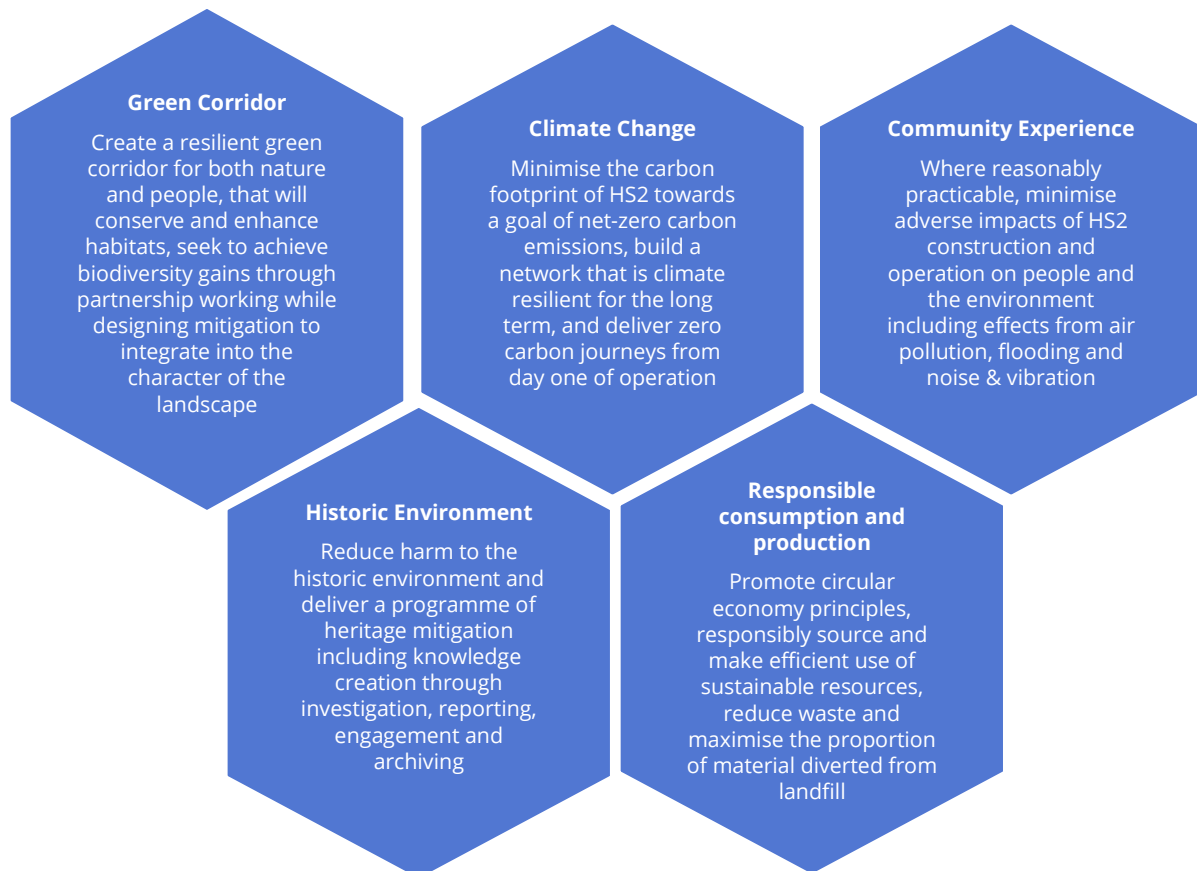 Green Corridor
Create a resilient green
corridor for both nature
and people, that will
conserve and enhance
habitats, seek to achieve
biodiversity gains through
partnership working while
designing mitigation to
integrate into the
character of the
landscape
Climate Change
Minimise the carbon
footprint of HS2 towards
a goal of net-zero carbon
emissions, build a
network that is climate
resilient for the long
term, and deliver zero
carbon journeys from
day one of operation
Community Experience
Where reasonably
practicable, minimise
adverse impacts of HS2
construction and
operation on people and
the environment
including effects from air
pollution, flooding and
noise & vibration
Historic Environment
Reduce harm to the
historic environment and
deliver a programme of
heritage mitigation
including knowledge
creation through
investigation, reporting,
engagement and
archiving
Responsible
consumption and
production
Promote circular
economy principles,
responsibly source and
make efficient use of
sustainable resources,
reduce waste and
maximise the proportion
of material diverted from
landfill